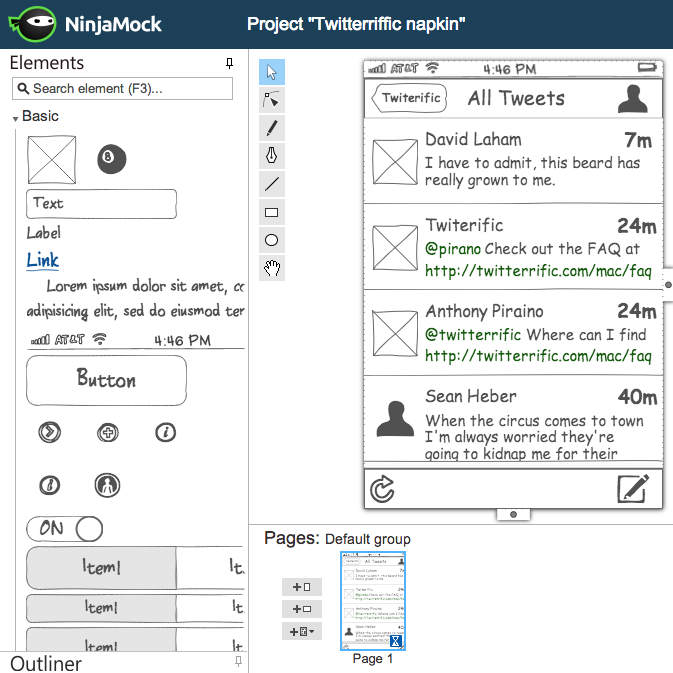 NinjaMock
Project "Twitterriffic napkin"
Elements
Search element (F3)...
Basic
8
Text
Label
Link
Lorem ipsum dolor sit amet, cc
adipisicing elit, sed do eiusmod ter
AT&T 4:46 PM
Button
ON
Item1 It
Item1 It
Item1 It
Outliner
AT&T 4:46 PM
Twiterific All Tweets
David Laham 7m
I have to admit, this beard has
really grown to me.
Twiterific 24m
@pirano Check out the FAQ at
http://twitterrific.com/mac/faq
Anthony Piraino 24m
@twitterrific Where can I find
http://twitterrific.com/mac/faq
Sean Heber 40m
When the circus comes to town
I'm always worried they're
going to kidnap me for their
Pages: Default group
All Tweets
Page 1